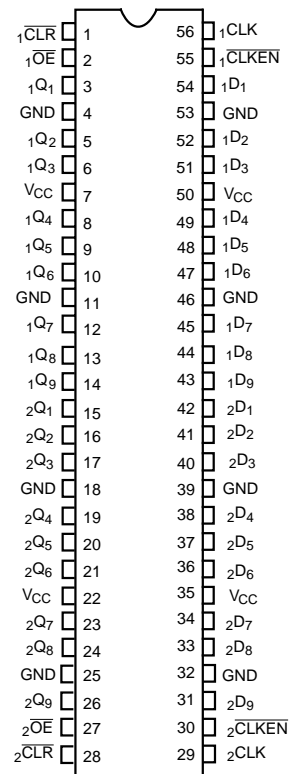 1CLR 1 56 1CLK
1OE 2 55 1CLKEN
1Q1 3 54 1D1
GND 4 53 GND
1Q2 5 52 1D2
1Q3 6 51 1D3
VCC 7 50 VCC
1Q4 8 49 1D4
1Q5 9 48 1D5
1Q6 10 47 1D6
GND 11 46 GND
1Q7 12 45 1D7
1Q8 13 44 1D8
1Q9 14 43 1D9
2Q1 15 42 2D1
2Q2 16 41 2D2
2Q3 17 40 2D3
GND 18 39 GND
2Q4 19 38 2D4
2Q5 20 37 2D5
2Q6 21 36 2D6
VCC 22 35 VCC
2Q7 23 34 2D7
2Q8 24 33 2D8
GND 25 32 GND
2Q9 26 31 2D9
2OE 27 30 2CLKEN
2CLR 28 29 2CLK